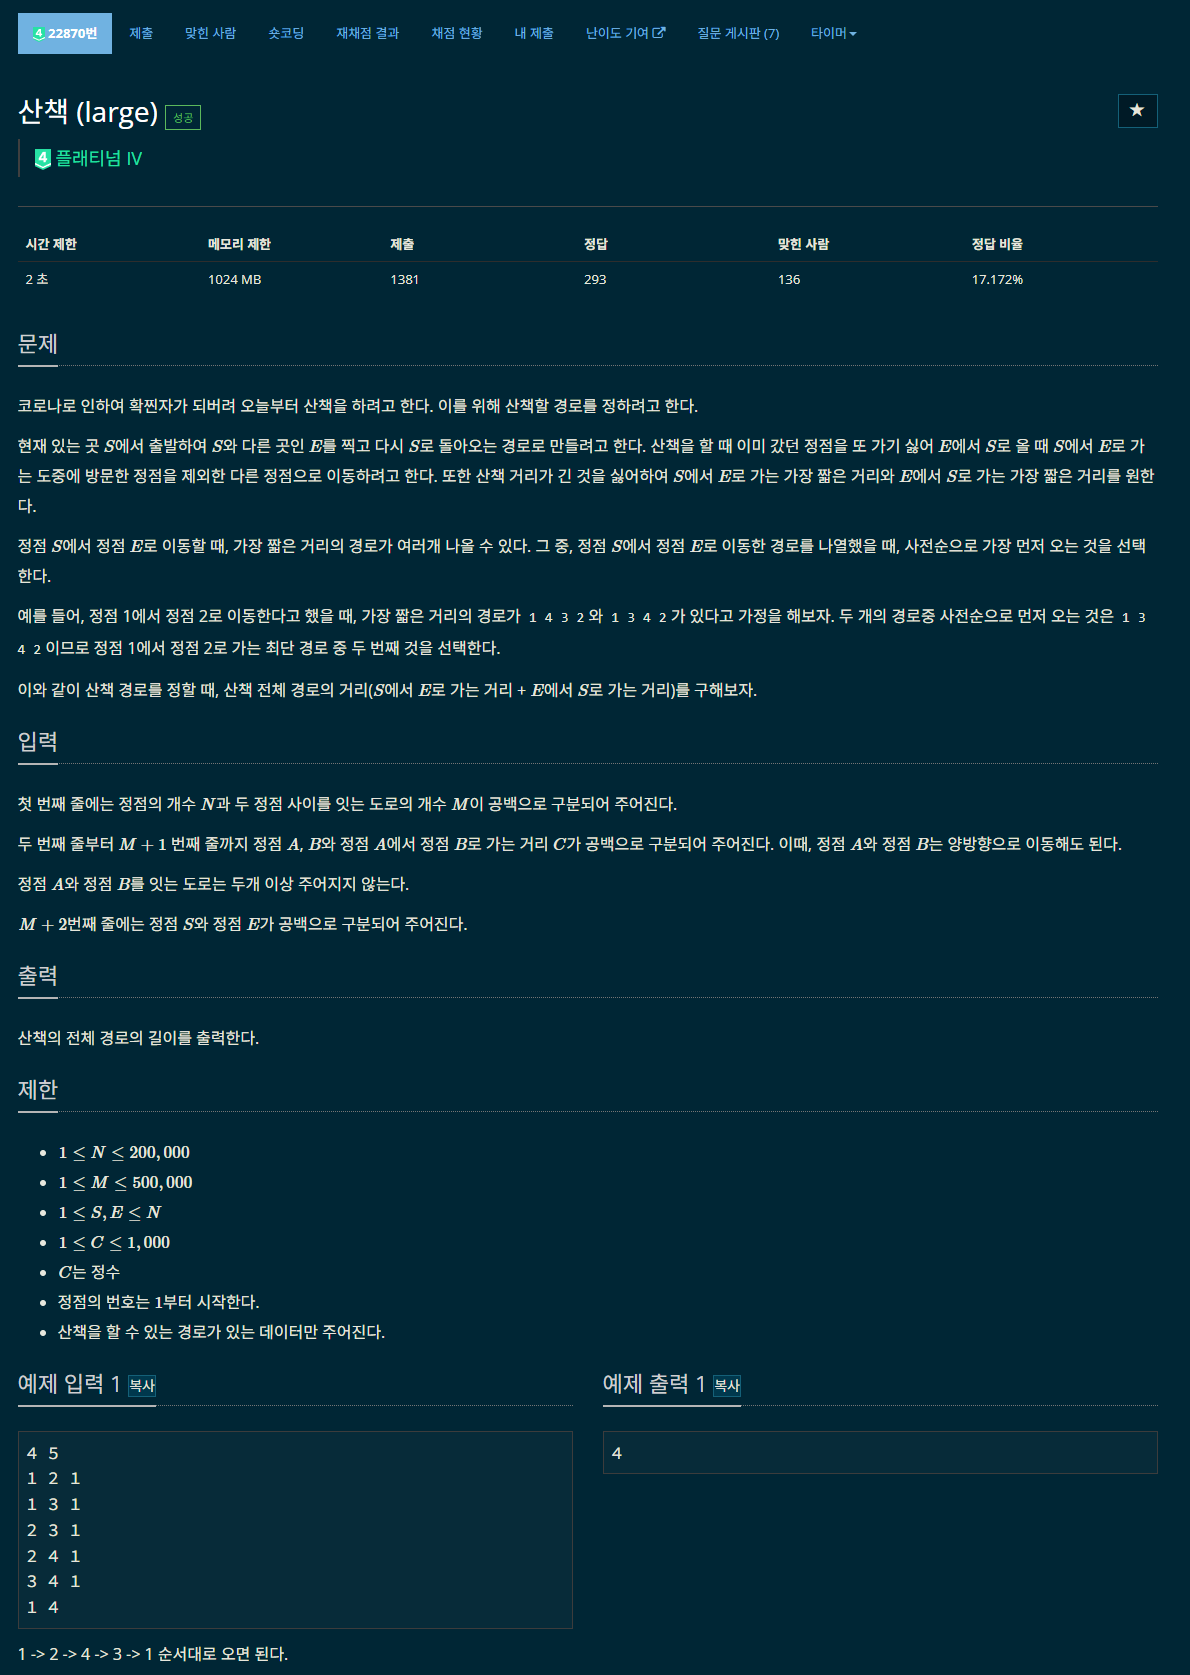 4 22870번 제출 맞힌 사람 숏코딩 재채점 결과 채점 현황 내 제출 난이도 기여 질문 게시판 (7) 타이머
산책 (large) 성공 ★
4 플래티넘 IV
시간 제한 메모리 제한 제출 정답 맞힌 사람 정답 비율
2 초 1024 MB 1381 293 136 17.172%
문제
코로나로 인하여 확찐자가 되버려 오늘부터 산책을 하려고 한다. 이를 위해 산책할 경로를 정하려고 한다.
현재 있는 곳 S에서 출발하여 S와 다른 곳인 E를 찍고 다시 S로 돌아오는 경로로 만들려고 한다. 산책을 할 때 이미 갔던 정점을 또 가기 싫어 E에서 S로 올 때 S에서 E로 가
는 도중에 방문한 정점을 제외한 다른 정점으로 이동하려고 한다. 또한 산책 거리가 긴 것을 싫어하여 S에서 E로 가는 가장 짧은 거리와 E에서 S로 가는 가장 짧은 거리를 원한
다.
정점 S에서 정점 E로 이동할 때, 가장 짧은 거리의 경로가 여러개 나올 수 있다. 그 중, 정점 S에서 정점 E로 이동한 경로를 나열했을 때, 사전순으로 가장 먼저 오는 것을 선택
한다.
예를 들어, 정점 1에서 정점 2로 이동한다고 했을 때, 가장 짧은 거리의 경로가 1 4 3 2 와 1 3 4 2 가 있다고 가정을 해보자. 두 개의 경로중 사전순으로 먼저 오는 것은 1 3
4 2 이므로 정점 1에서 정점 2로 가는 최단 경로 중 두 번째 것을 선택한다.
이와 같이 산책 경로를 정할 때, 산책 전체 경로의 거리(S에서 E로 가는 거리 + E에서 S로 가는 거리)를 구해보자.
입력
첫 번째 줄에는 정점의 개수 N과 두 정점 사이를 잇는 도로의 개수 M이 공백으로 구분되어 주어진다.
두 번째 줄부터 M + 1 번째 줄까지 정점 A, B와 정점 A에서 정점 B로 가는 거리 C가 공백으로 구분되어 주어진다. 이때, 정점 A와 정점 B는 양방향으로 이동해도 된다.
정점 A와 정점 B를 잇는 도로는 두개 이상 주어지지 않는다.
M + 2번째 줄에는 정점 S와 정점 E가 공백으로 구분되어 주어진다.
출력
산책의 전체 경로의 길이를 출력한다.
제한
• 1 ≤ N ≤ 200,000
• 1 ≤ M ≤ 500,000
• 1 ≤ S, E ≤ N
• 1 ≤ C ≤ 1,000
• C는 정수
• 정점의 번호는 1부터 시작한다.
• 산책을 할 수 있는 경로가 있는 데이터만 주어진다.
예제 입력 1 복사
4 5
1 2 1
1 3 1
2 3 1
2 4 1
3 4 1
1 4
1 -> 2 -> 4 -> 3 -> 1 순서대로 오면 된다.
예제 출력 1 복사
4